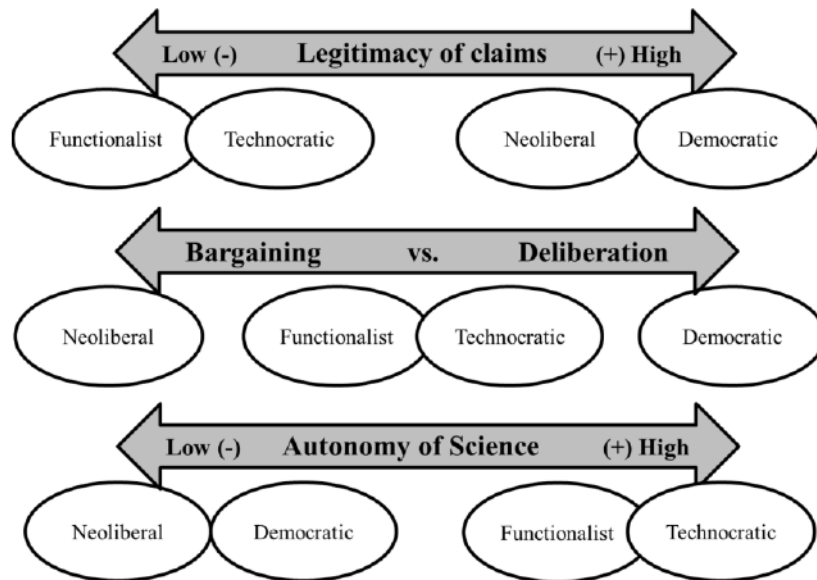 Low (-) Legitimacy of claims (+) High
Functionalist Technocratic Neoliberal Democratic
Bargaining vs. Deliberation
Neoliberal Functionalist Technocratic Democratic
Low (-) Autonomy of Science (+) High
Neoliberal Democratic Functionalist Technocratic